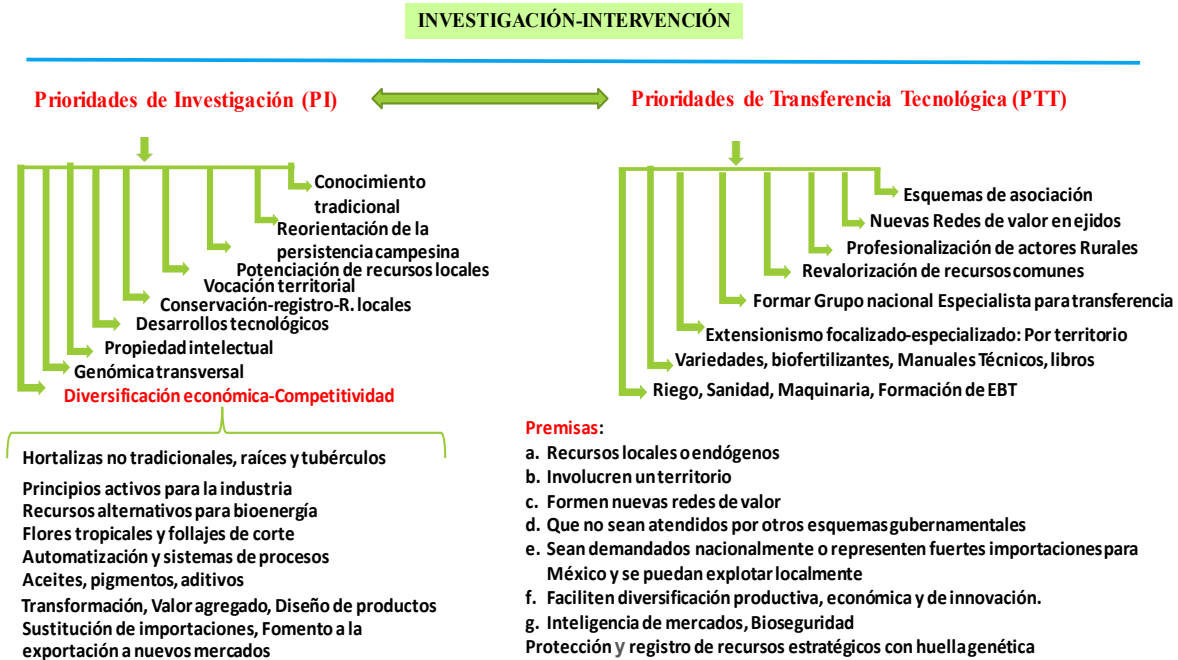 INVESTIGACIÓN-INTERVENCIÓN
Prioridades de Investigación (PI)
Conocimiento
tradicional
Reorientación de la
persistencia campesina
Potenciación de recursos locales
Vocación territorial
Conservación-registro-R. locales
Desarrollos tecnológicos
Propiedad intelectual
Genómica transversal
Diversificación económica-Competitividad
Hortalizas no tradicionales, raíces y tubérculos
Principios activos para la industria
Recursos alternativos para bioenergía
Flores tropicales y follajes de corte
Automatización y sistemas de procesos
Aceites, pigmentos, aditivos
Transformación, Valor agregado, Diseño de productos
Sustitución de importaciones, Fomento a la
exportación a nuevos mercados
Prioridades de Transferencia Tecnológica (PTT)
Esquemas de asociación
Nuevas Redes de valor en ejidos
Profesionalización de actores Rurales
Revalorización de recursos comunes
Formar Grupo nacional Especialista para transferencia
Extensionismo focalizado-especializado: Por territorio
Variedades, biofertilizantes, Manuales Técnicos, libros
Riego, Sanidad, Maquinaria, Formación de EBT
Premisas:
a. Recursos locales o endógenos
b. Involucren un territorio
c. Formen nuevas redes de valor
d. Que no sean atendidos por otros esquemas gubernamentales
e. Sean demandados nacionalmente o representen fuertes importaciones para
México y se puedan explotar localmente
f. Faciliten diversificación productiva, económica y de innovación.
g. Inteligencia de mercados, Bioseguridad
Protección y registro de recursos estratégicos con huella genética